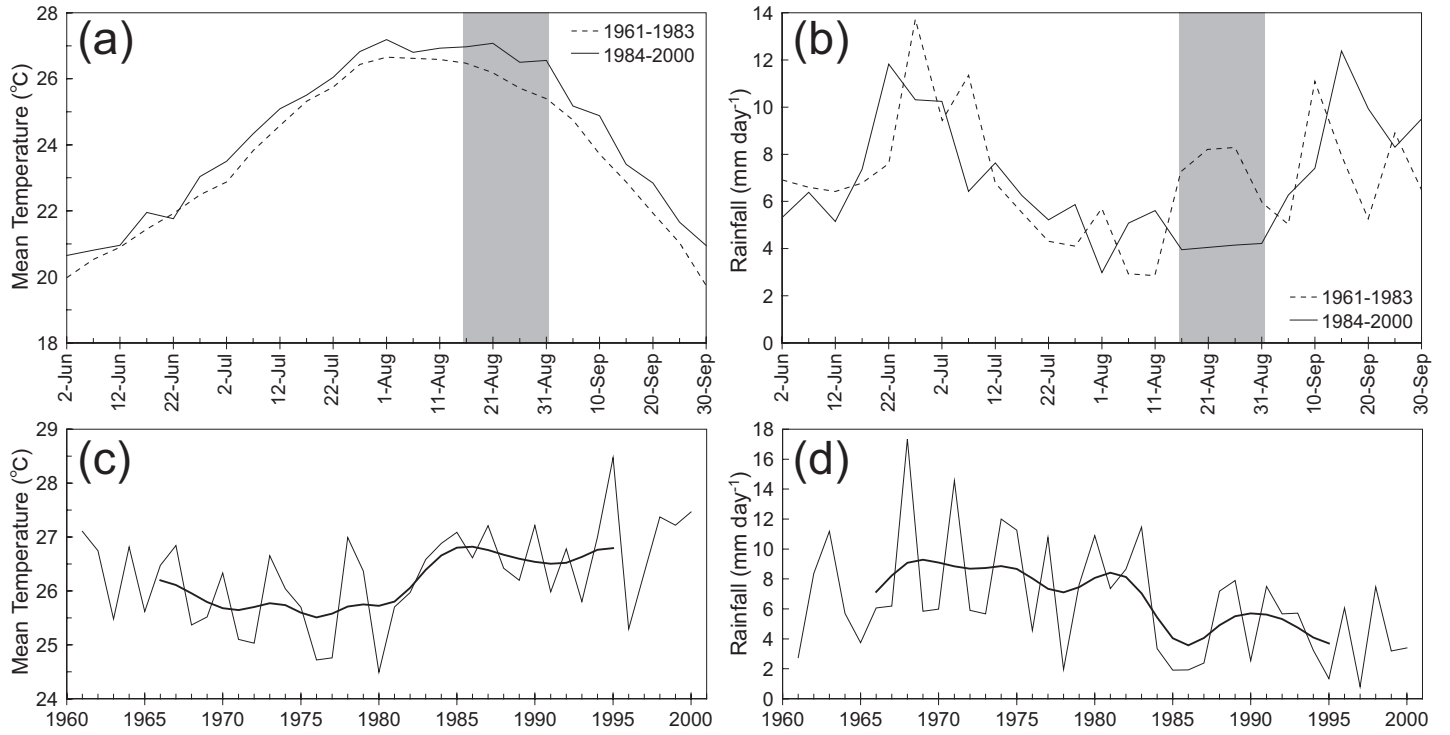 (a)
1961-1983
1984-2000
Mean Temperature (°C)
28
26
24
22
20
18
2-Jun
12-Jun
22-Jun
2-Jul
12-Jul
22-Jul
1-Aug
11-Aug
21-Aug
31-Aug
10-Sep
20-Sep
30-Sep
(b)
Rainfall (mm day⁻¹)
14
12
10
8
6
4
2
0
1961-1983
1984-2000
2-Jun
12-Jun
22-Jun
2-Jul
12-Jul
22-Jul
1-Aug
11-Aug
21-Aug
31-Aug
10-Sep
20-Sep
30-Sep
(c)
Mean Temperature (°C)
29
28
27
26
25
24
1960
1965
1970
1975
1980
1985
1990
1995
2000
(d)
Rainfall (mm day⁻¹)
18
16
14
12
10
8
6
4
2
0
1960
1965
1970
1975
1980
1985
1990
1995
2000